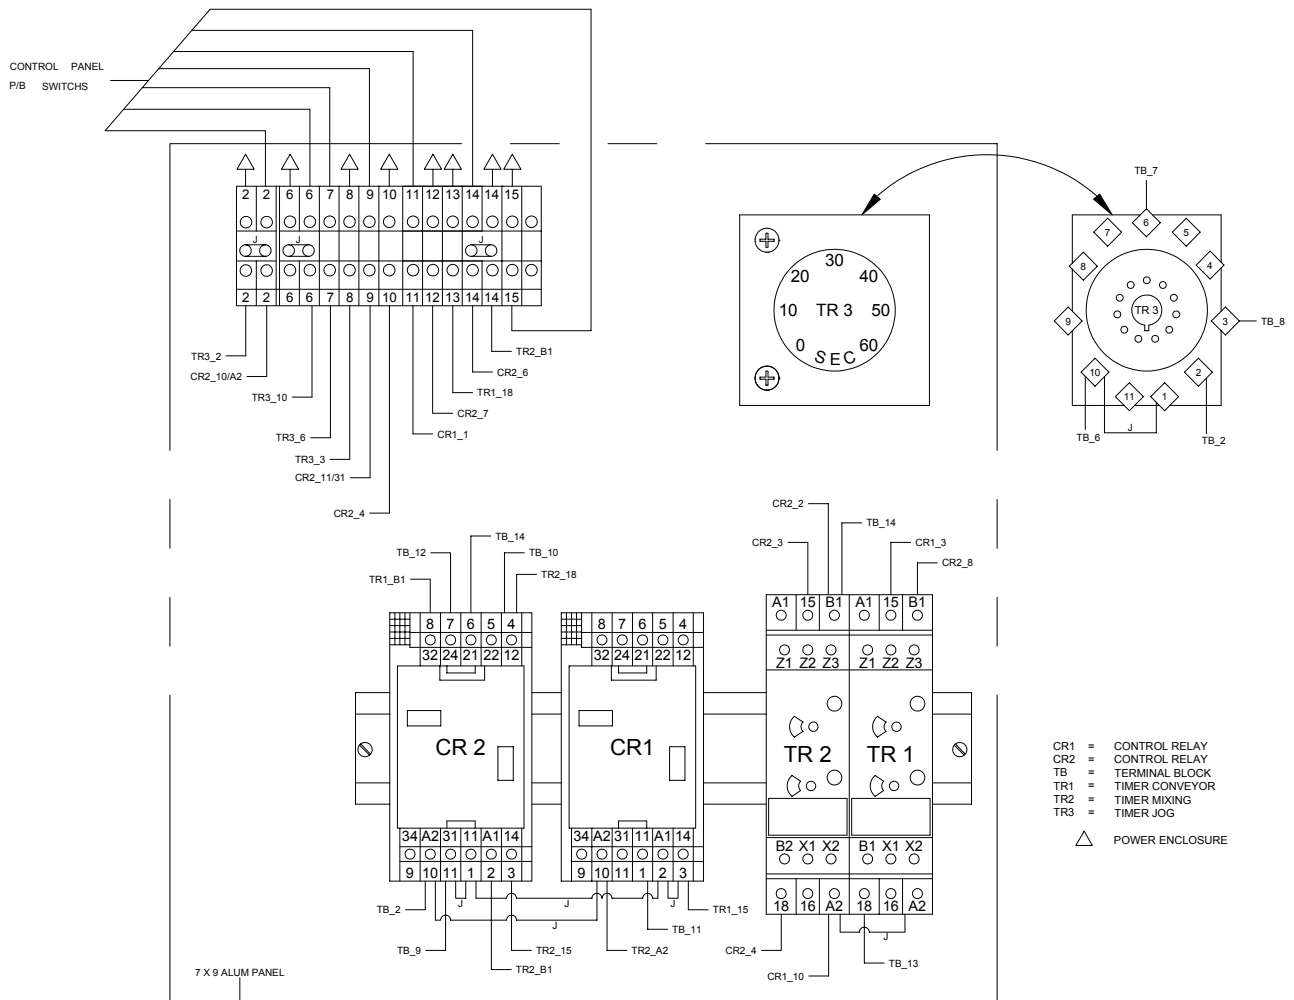 CONTROL PANEL
P/B SWITCHS
2 2 6 6 7 8 9 10 11 12 13 14 14 15
J J J
2 2 6 6 7 8 9 10 11 12 13 14 14 15
TR3_2
CR2_10/A2
TR3_10
TR3_6
TR3_3
CR2_11/31
CR2_4
TR2_B1
CR2_6
TR1_18
CR2_7
CR1_1
30
20 40
10 TR 3 50
0 60
SEC
TB_7
6
7 5
8 4
9 TR 3 3
TB_8
10 2
11 1
TB_6 J TB_2
TB_14
TB_12 TB_10
TR1_B1 TR2_18
8 7 6 5 4
32 24 21 22 12
CR 2
34 A2 31 11 A1 14
9 10 11 1 2 3
8 7 6 5 4
32 24 21 22 12
CR1
34 A2 31 11 A1 14
9 10 11 1 2 3
TB_2 J J J TR1_15
J TB_11
TB_9 TR2_15 TR2_A2
TR2_B1
CR2_2
TB_14
CR2_3 CR1_3
CR2_8
A1 15 B1 A1 15 B1
Z1 Z2 Z3 Z1 Z2 Z3
TR 2 TR 1
B2 X1 X2 B1 X1 X2
18 16 A2 18 16 A2
J
CR2_4
TB_13
CR1_10
CR1 = CONTROL RELAY
CR2 = CONTROL RELAY
TB = TERMINAL BLOCK
TR1 = TIMER CONVEYOR
TR2 = TIMER MIXING
TR3 = TIMER JOG
POWER ENCLOSURE
7 X 9 ALUM PANEL